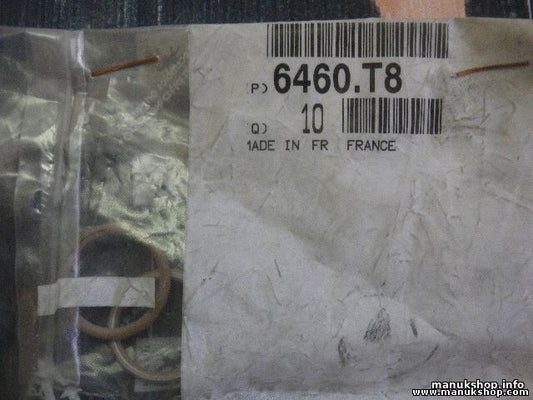 P) 6460.T8
Q) 10
1ADE IN FR FRANCE
manukshop.info
www.manukshop.com